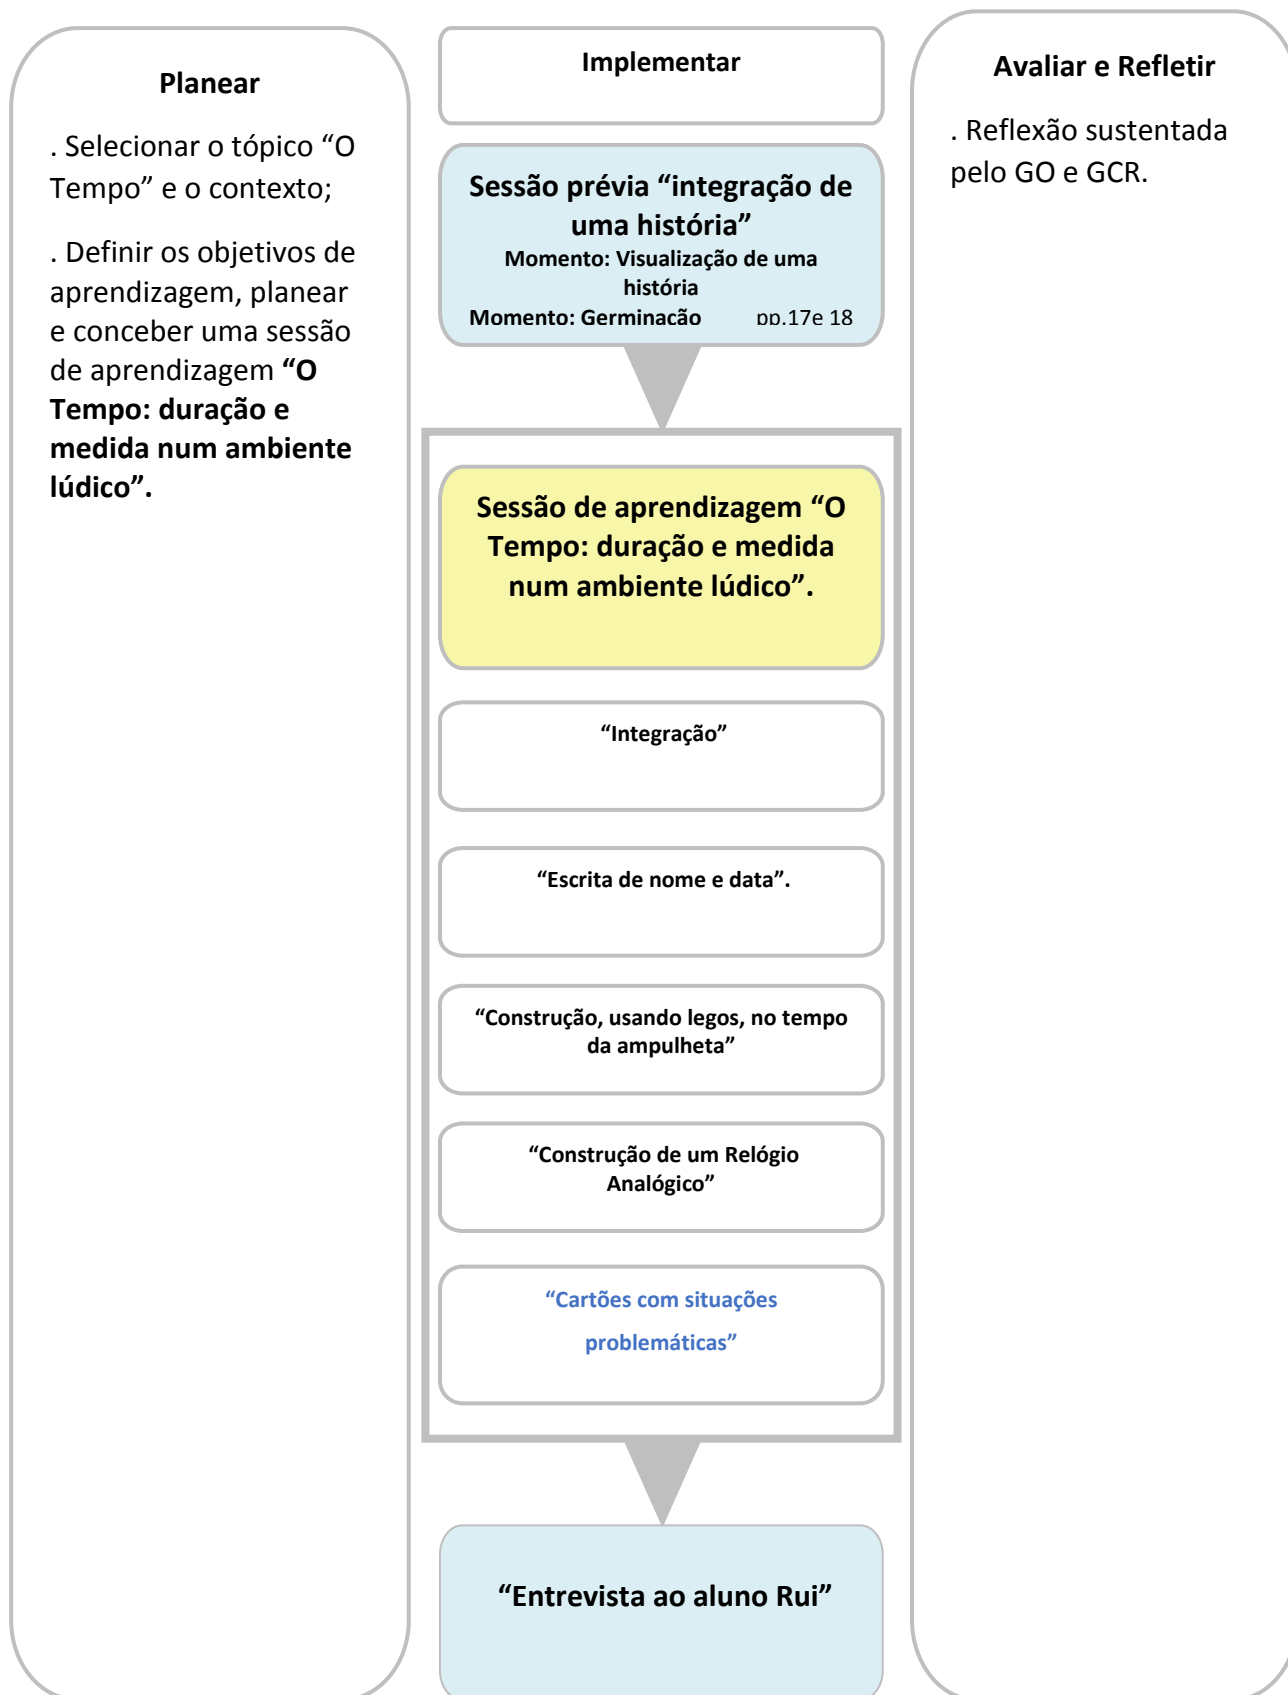 Planear
. Selecionar o tópico “O
Tempo” e o contexto;
. Definir os objetivos de
aprendizagem, planear
e conceber uma sessão
de aprendizagem “O
Tempo: duração e
medida num ambiente
lúdico”.
Implementar
Sessão prévia “integração de
uma história”
Momento: Visualização de uma
história
Momento: Germinação pp.17e 18
Sessão de aprendizagem “O
Tempo: duração e medida
num ambiente lúdico”.
“Integração”
“Escrita de nome e data”.
“Construção, usando legos, no tempo
da ampulheta”
“Construção de um Relógio
Analógico”
“Cartões com situações
problemáticas”
“Entrevista ao aluno Rui”
Avaliar e Refletir
. Reflexão sustentada
pelo GO e GCR.